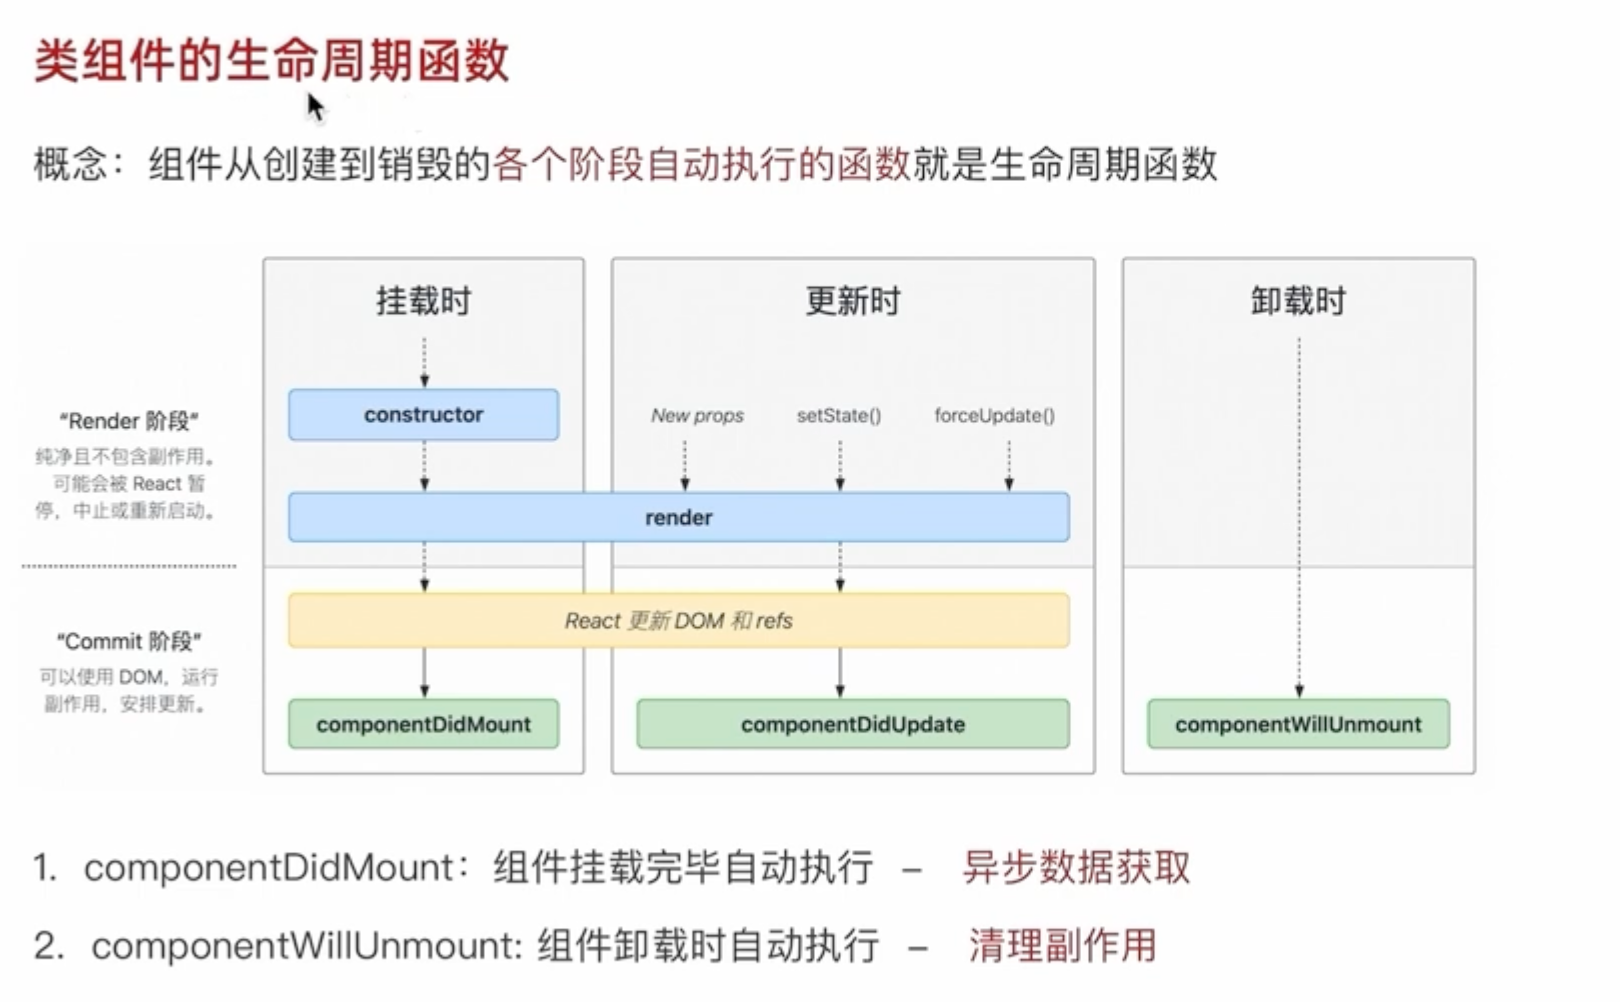 类组件的生命周期函数
概念：组件从创建到销毁的各个阶段自动执行的函数就是生命周期函数
挂载时
更新时
卸载时
“Render 阶段”
纯净且不包含副作用。
可能会被 React 暂
停，中止或重新启动。
constructor
New props
setState()
forceUpdate()
render
“Commit 阶段”
可以使用 DOM，运行
副作用，安排更新。
React 更新 DOM 和 refs
componentDidMount
componentDidUpdate
componentWillUnmount
1. componentDidMount：组件挂载完毕自动执行 – 异步数据获取
2. componentWillUnmount: 组件卸载时自动执行 – 清理副作用